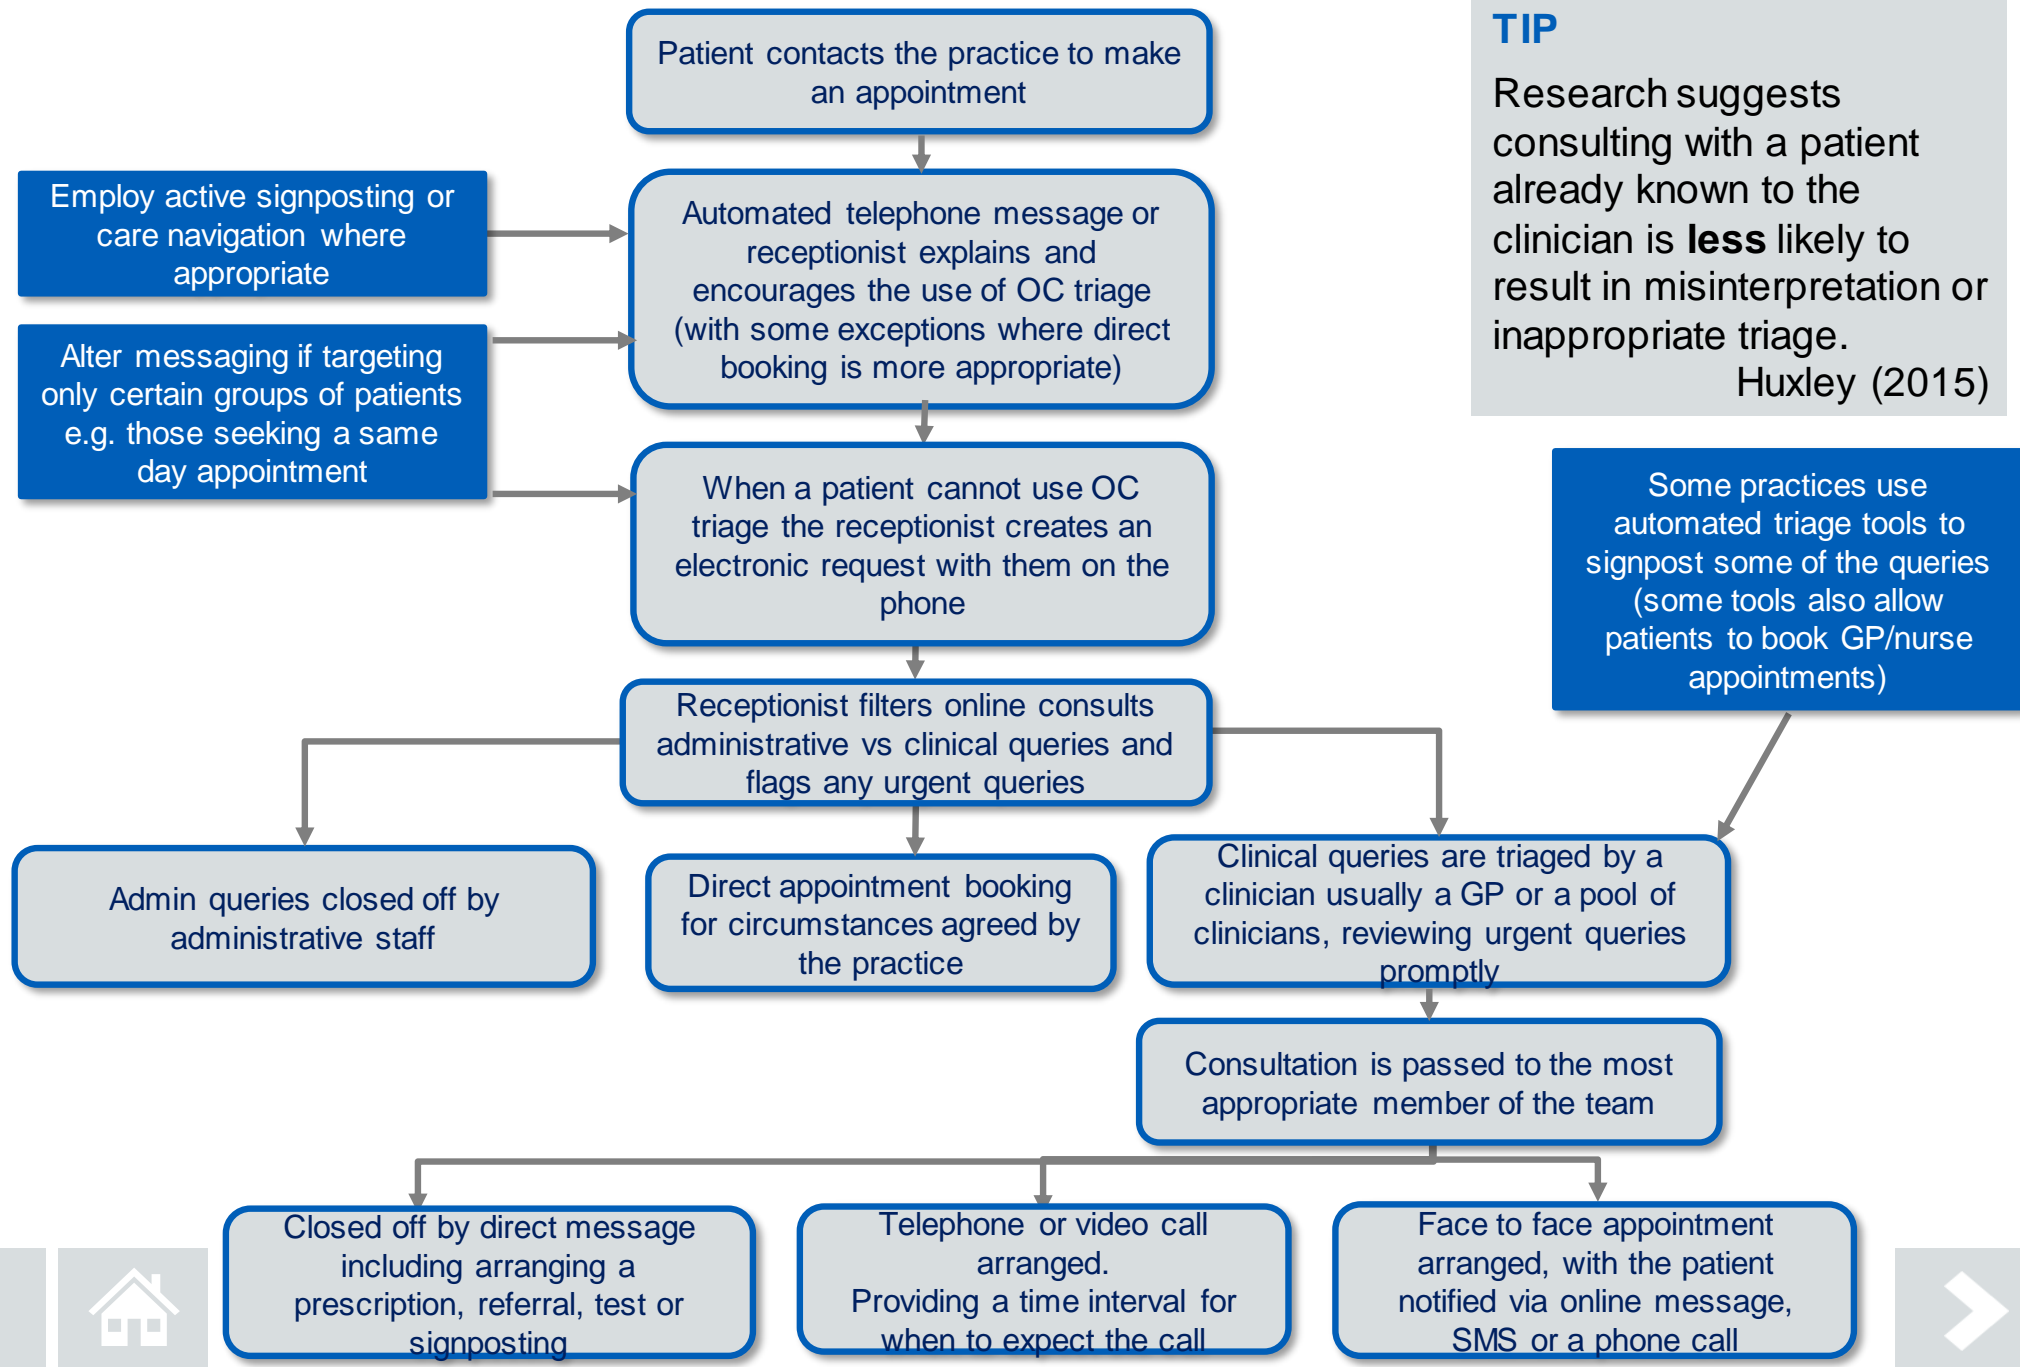 Patient contacts the practice to make
an appointment
TIP
Research suggests
consulting with a patient
already known to the
clinician is less likely to
result in misinterpretation or
inappropriate triage.
Huxley (2015)
Employ active signposting or
care navigation where
appropriate
Automated telephone message or
receptionist explains and
encourages the use of OC triage
(with some exceptions where direct
booking is more appropriate)
Alter messaging if targeting
only certain groups of patients
e.g. those seeking a same
day appointment
When a patient cannot use OC
triage the receptionist creates an
electronic request with them on the
phone
Some practices use
automated triage tools to
signpost some of the queries
(some tools also allow
patients to book GP/nurse
appointments)
Receptionist filters online consults
administrative vs clinical queries and
flags any urgent queries
Admin queries closed off by
administrative staff
Direct appointment booking
for circumstances agreed by
the practice
Clinical queries are triaged by a
clinician usually a GP or a pool of
clinicians, reviewing urgent queries
promptly
Consultation is passed to the most
appropriate member of the team
Closed off by direct message
including arranging a
prescription, referral, test or
signposting
Telephone or video call
arranged.
Providing a time interval for
when to expect the call
Face to face appointment
arranged, with the patient
notified via online message,
SMS or a phone call